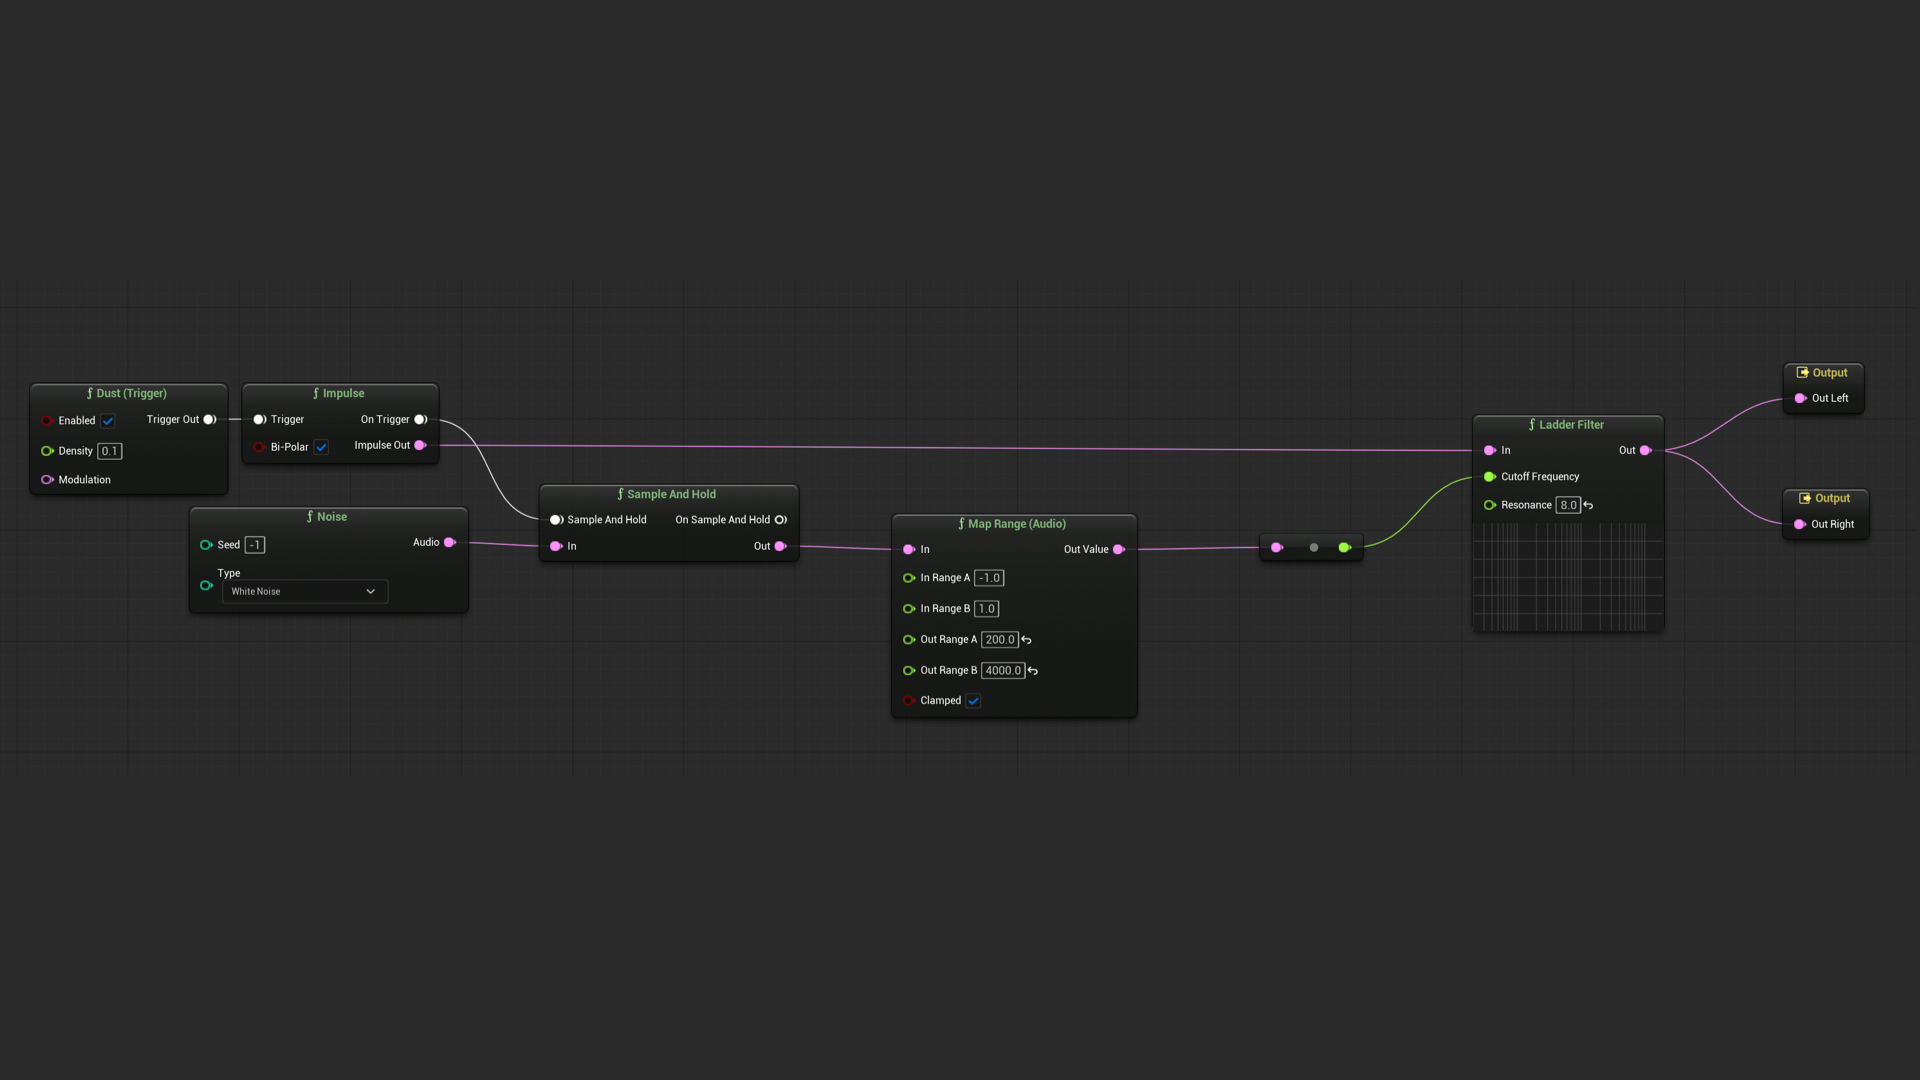 Dust (Trigger)
Enabled
Trigger Out
Density 0.1
Modulation
Impulse
Trigger
On Trigger
Bi-Polar
Impulse Out
Noise
Seed -1
Audio
Type
White Noise
Sample And Hold
Sample And Hold
On Sample And Hold
In
Out
Map Range (Audio)
In
Out Value
In Range A -1.0
In Range B 1.0
Out Range A 200.0
Out Range B 4000.0
Clamped
Ladder Filter
In
Out
Cutoff Frequency
Resonance 8.0
Output
Out Left
Output
Out Right